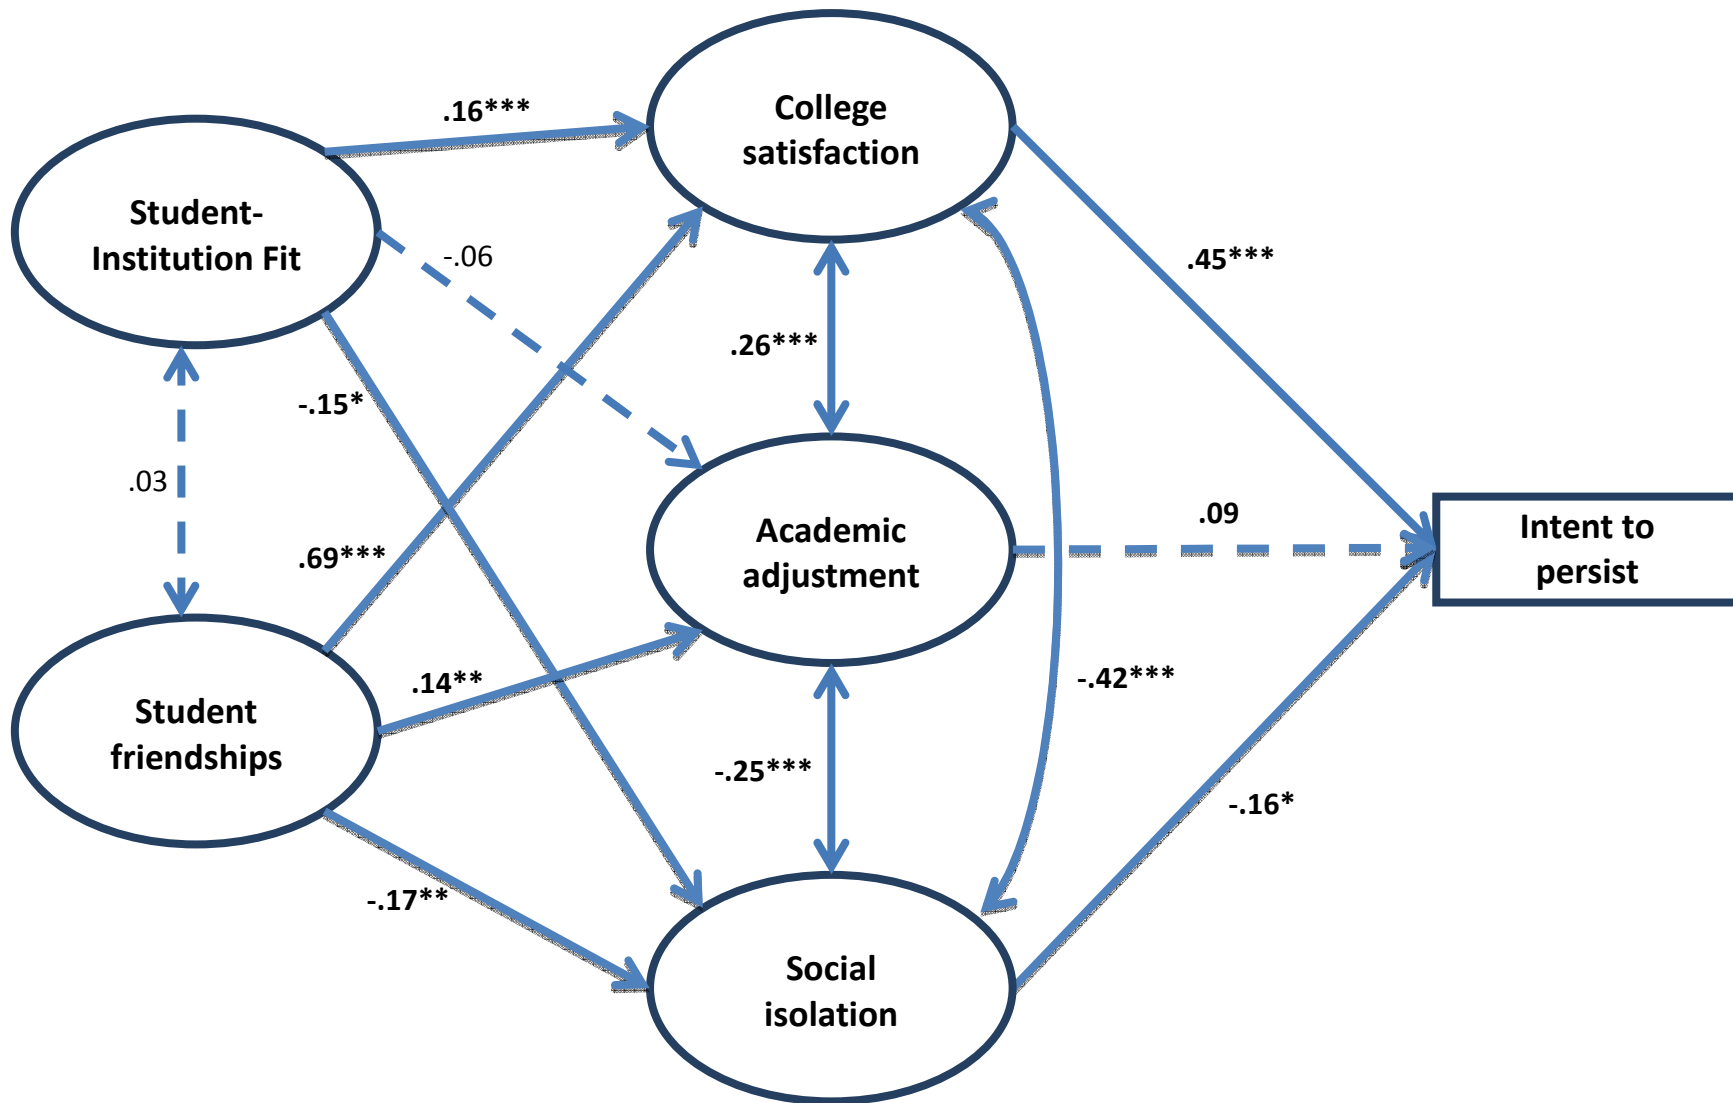 .16***
College
satisfaction
Student-
Institution Fit
-.06
.45***
.26***
-.15*
.03
.69***
Academic
adjustment
.09
Intent to
persist
.14**
-.42***
Student
friendships
-.25***
-.16*
-.17**
Social
isolation